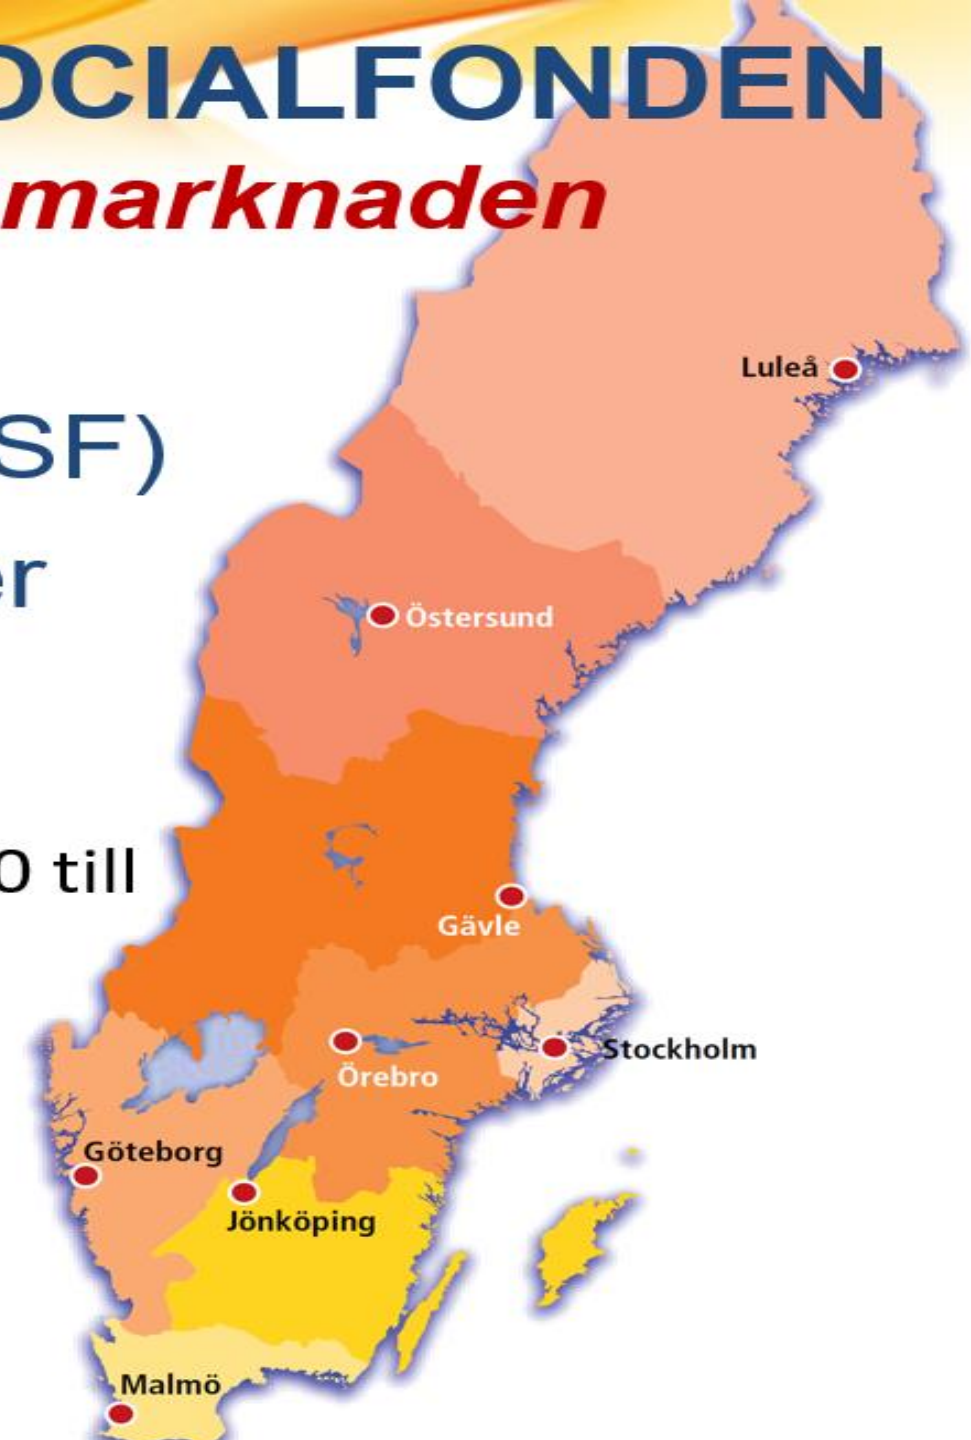 OCIALFONDEN
marknaden
Luleå
SF)
er
Östersund
0 till
Gävle
Stockholm
Örebro
Göteborg
Jönköping
Malmö